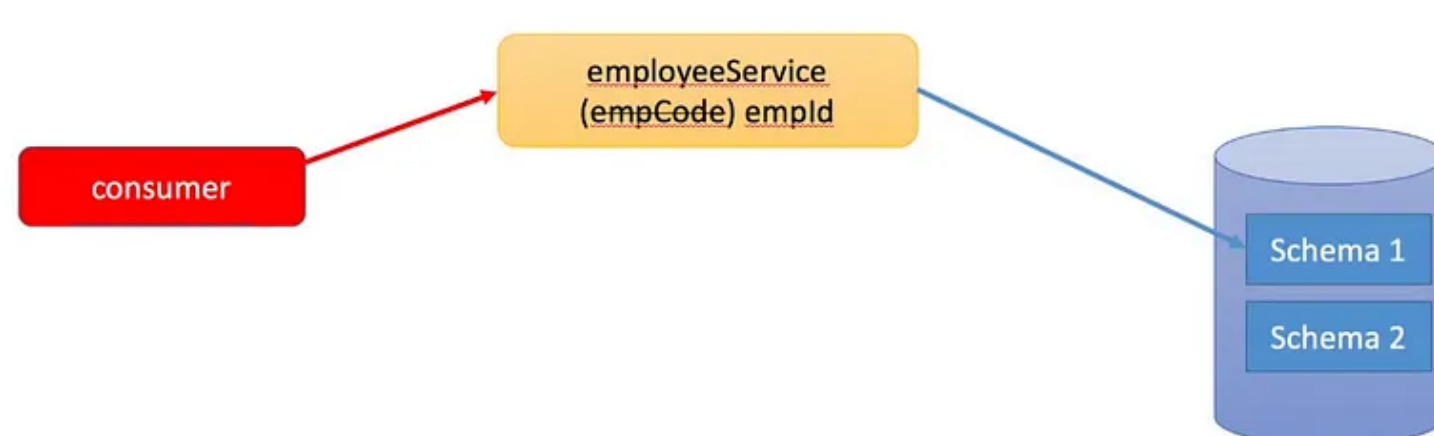 employeeService
(empCode) empId
consumer
Schema 1
Schema 2